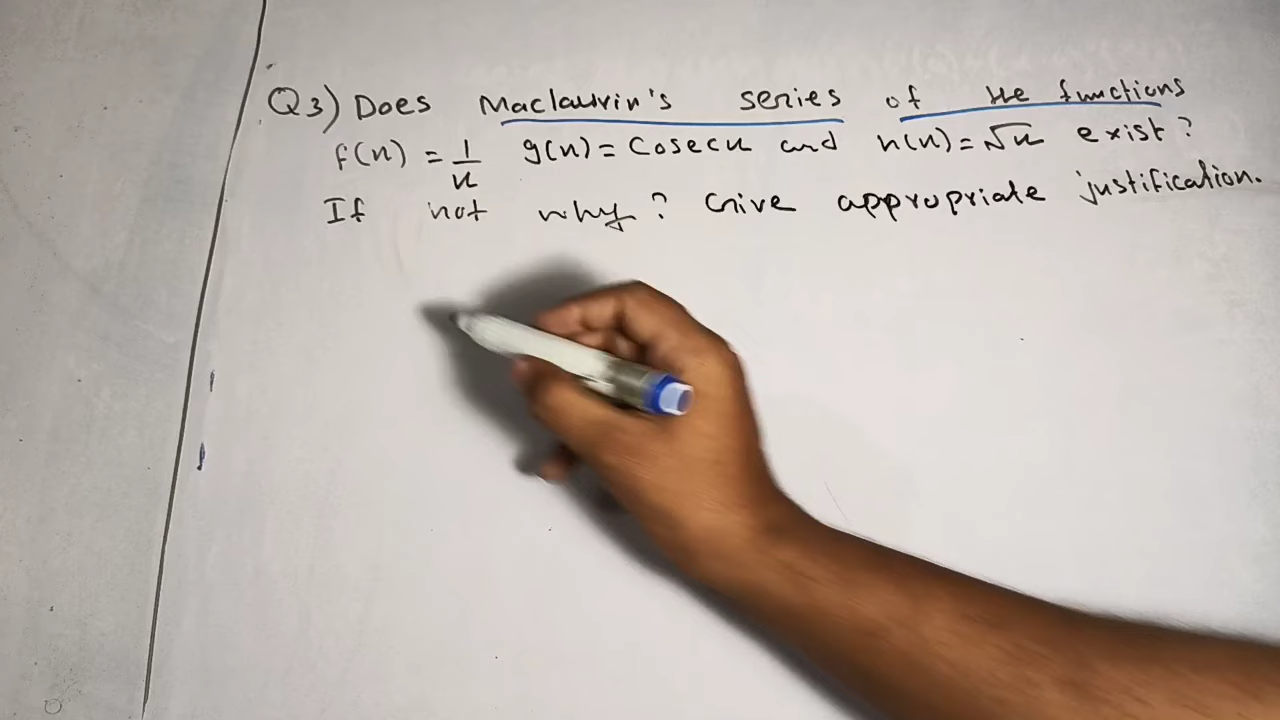 Q3) Does Maclaurin's series of the functions
f(x) = 1/x g(x) = Cosecx and h(x) = √x exist?
If not why? Give appropriate justification.